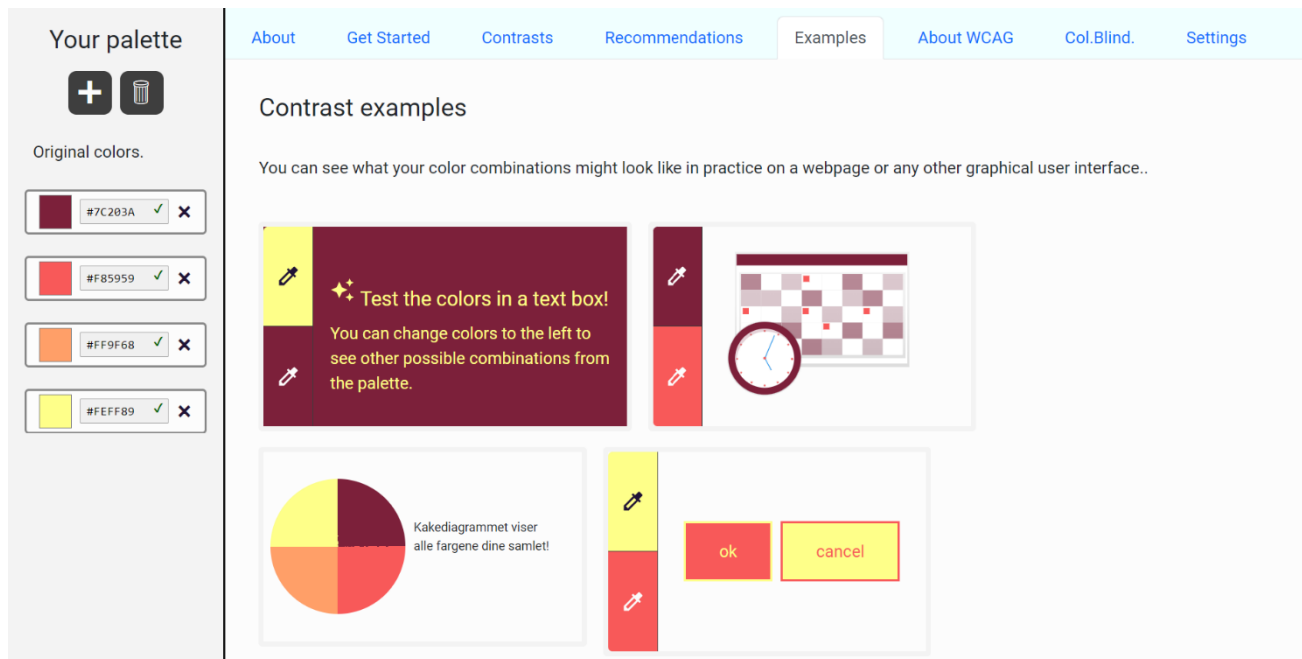 Your palette
Original colors.
#7C203A
#F85959
#FF9F68
#FEFF89
About Get Started Contrasts Recommendations Examples About WCAG Col.Blind. Settings
Contrast examples
You can see what your color combinations might look like in practice on a webpage or any other graphical user interface..
Test the colors in a text box!
You can change colors to the left to
see other possible combinations from
the palette.
Kakediagrammet viser
alle fargene dine samlet!
ok
cancel